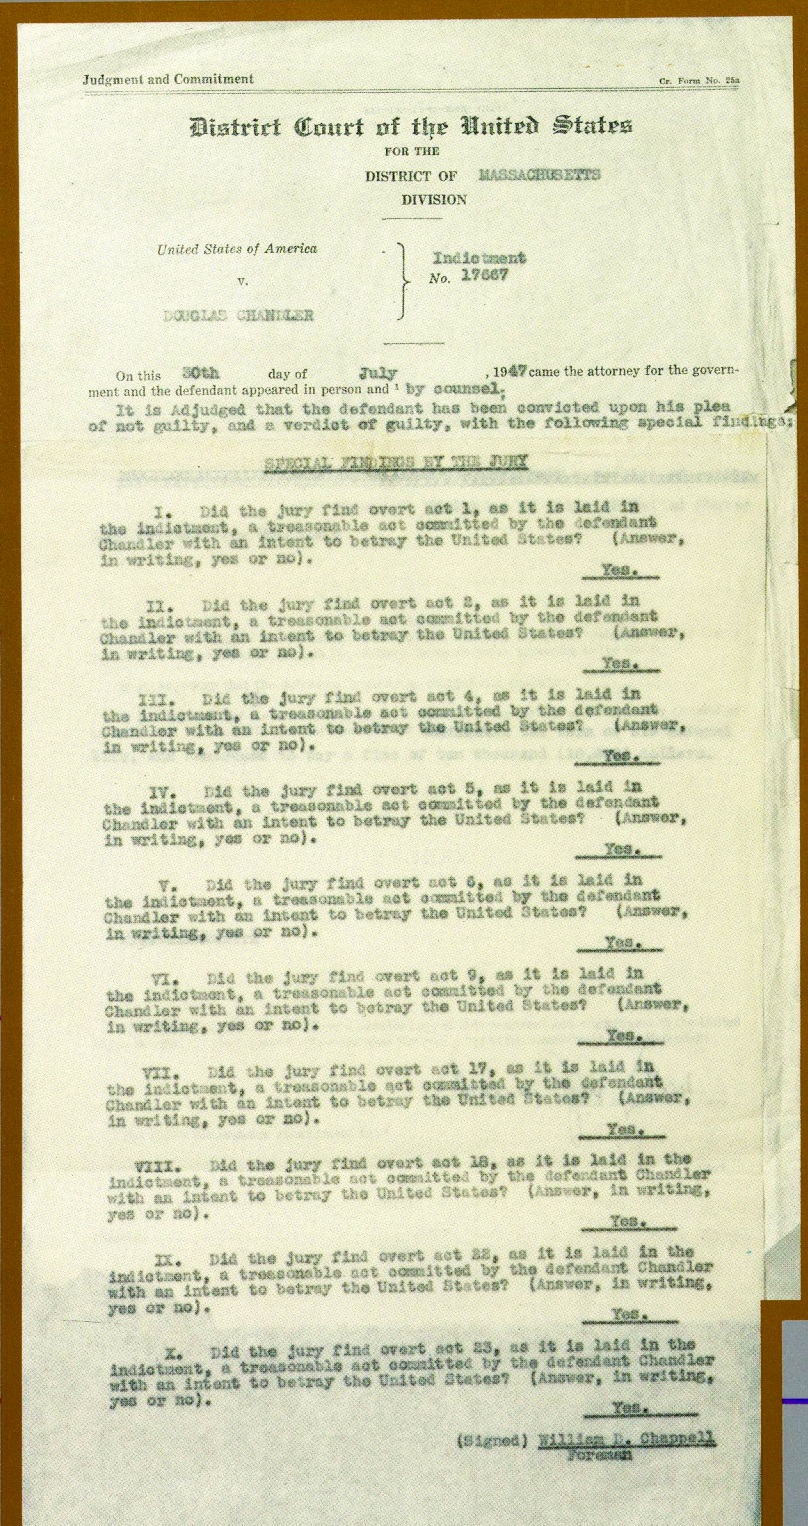 Judgment and Commitment
Cr. Form No. 25a
District Court of the United States
FOR THE
DISTRICT OF MASSACHUSETTS
DIVISION
United States of America
v.
DOUGLAS CHANDLER
Indictment
No. 17667
On this 30th day of July , 1947 came the attorney for the govern-
ment and the defendant appeared in person and ¹ by counsel;
It is Adjudged that the defendant has been convicted upon his plea
of not guilty, and a verdict of guilty, with the following special findings;
SPECIAL FINDINGS BY THE JURY
I. Did the jury find overt act 1, as it is laid in
the indictment, a treasonable act committed by the defendant
Chandler with an intent to betray the United States? (Answer,
in writing, yes or no).
Yes.
II. Did the jury find overt act 2, as it is laid in
the indictment, a treasonable act committed by the defendant
Chandler with an intent to betray the United States? (Answer,
in writing, yes or no).
Yes.
III. Did the jury find overt act 4, as it is laid in
the indictment, a treasonable act committed by the defendant
Chandler with an intent to betray the United States? (Answer,
in writing, yes or no).
Yes.
IV. Did the jury find overt act 5, as it is laid in
the indictment, a treasonable act committed by the defendant
Chandler with an intent to betray the United States? (Answer,
in writing, yes or no).
Yes.
V. Did the jury find overt act 6, as it is laid in
the indictment, a treasonable act committed by the defendant
Chandler with an intent to betray the United States? (Answer,
in writing, yes or no).
Yes.
VI. Did the jury find overt act 9, as it is laid in
the indictment, a treasonable act committed by the defendant
Chandler with an intent to betray the United States? (Answer,
in writing, yes or no).
Yes.
VII. Did the jury find overt act 17, as it is laid in
the indictment, a treasonable act committed by the defendant
Chandler with an intent to betray the United States? (Answer,
in writing, yes or no).
Yes.
VIII. Did the jury find overt act 18, as it is laid in the
indictment, a treasonable act committed by the defendant Chandler
with an intent to betray the United States? (Answer, in writing,
yes or no).
Yes.
IX. Did the jury find overt act 22, as it is laid in the
indictment, a treasonable act committed by the defendant Chandler
with an intent to betray the United States? (Answer, in writing,
yes or no).
Yes.
X. Did the jury find overt act 23, as it is laid in the
indictment, a treasonable act committed by the defendant Chandler
with an intent to betray the United States? (Answer, in writing,
yes or no).
Yes.
(Signed) William D. Chappell
Foreman